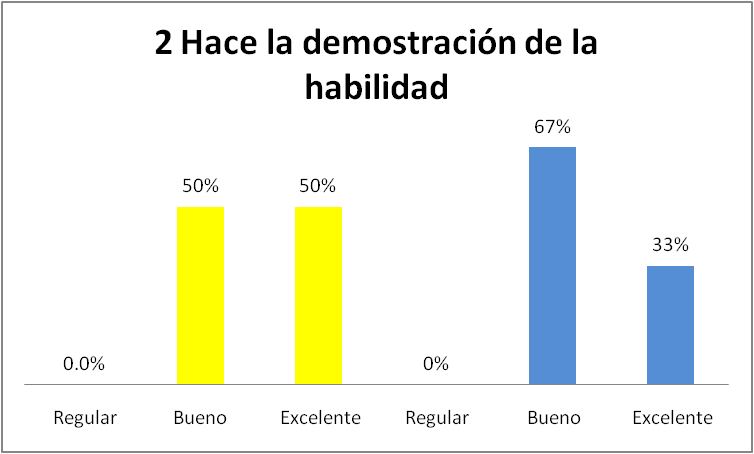 2 Hace la demostración de la
habilidad
67%
50%
50%
33%
0.0%
0%
Regular Bueno Excelente Regular Bueno Excelente